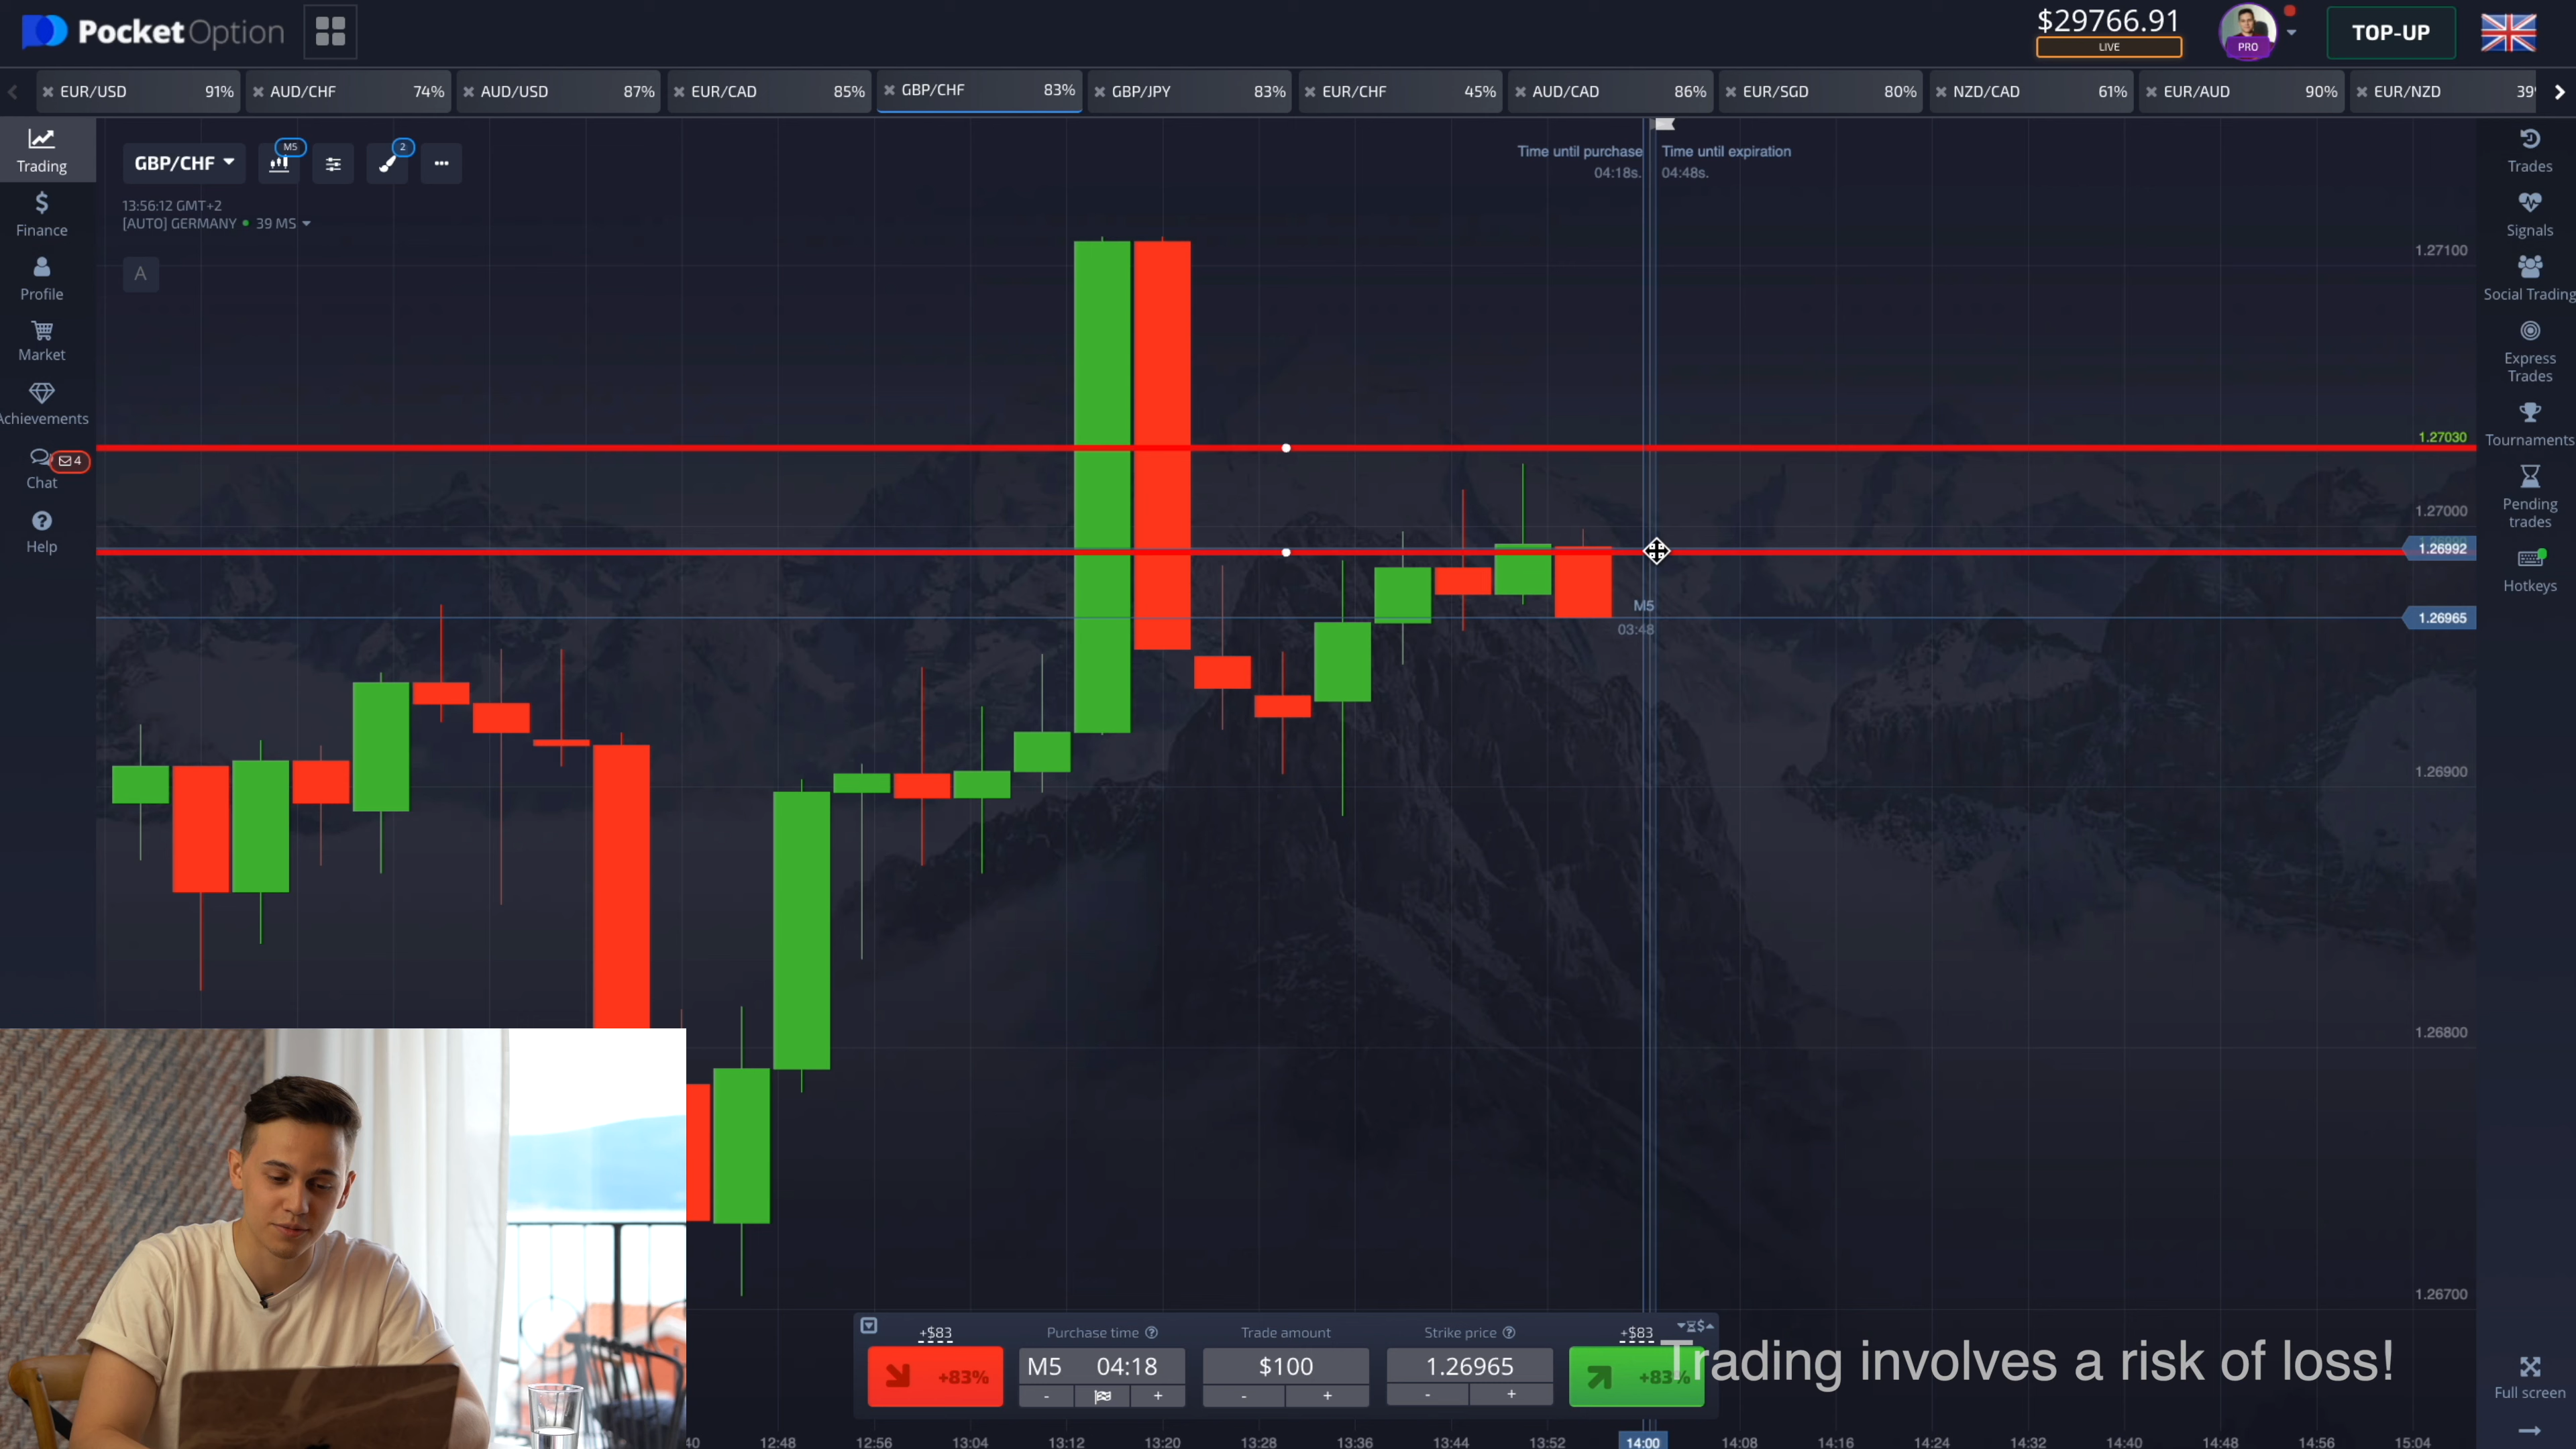 PocketOption
$29766.91
LIVE
PRO
TOP-UP
EUR/USD 91%
AUD/CHF 74%
AUD/USD 87%
EUR/CAD 85%
GBP/CHF 83%
GBP/JPY 83%
EUR/CHF 45%
AUD/CAD 86%
EUR/SGD 80%
NZD/CAD 61%
EUR/AUD 90%
EUR/NZD 39
Trading
Finance
Profile
Market
Achievements
4
Chat
Help
GBP/CHF
M5
2
13:56:12 GMT+2
[AUTO] GERMANY 39 MS
A
Time until purchase
04:18s.
Time until expiration
04:48s.
M5
03:48
1.27100
1.27030
1.27000
1.26992
1.26965
1.26900
1.26800
1.26700
Trades
Signals
Social Trading
Express
Trades
Tournaments
Pending
trades
Hotkeys
Full screen
+$83
+83%
Purchase time
M5 04:18
- +
Trade amount
$100
- +
Strike price
1.26965
- +
+$83
+83%
Trading involves a risk of loss!
40 12:48 12:56 13:04 13:12 13:20 13:28 13:36 13:44 13:52 14:00 14:08 14:16 14:24 14:32 14:40 14:48 14:56 15:04